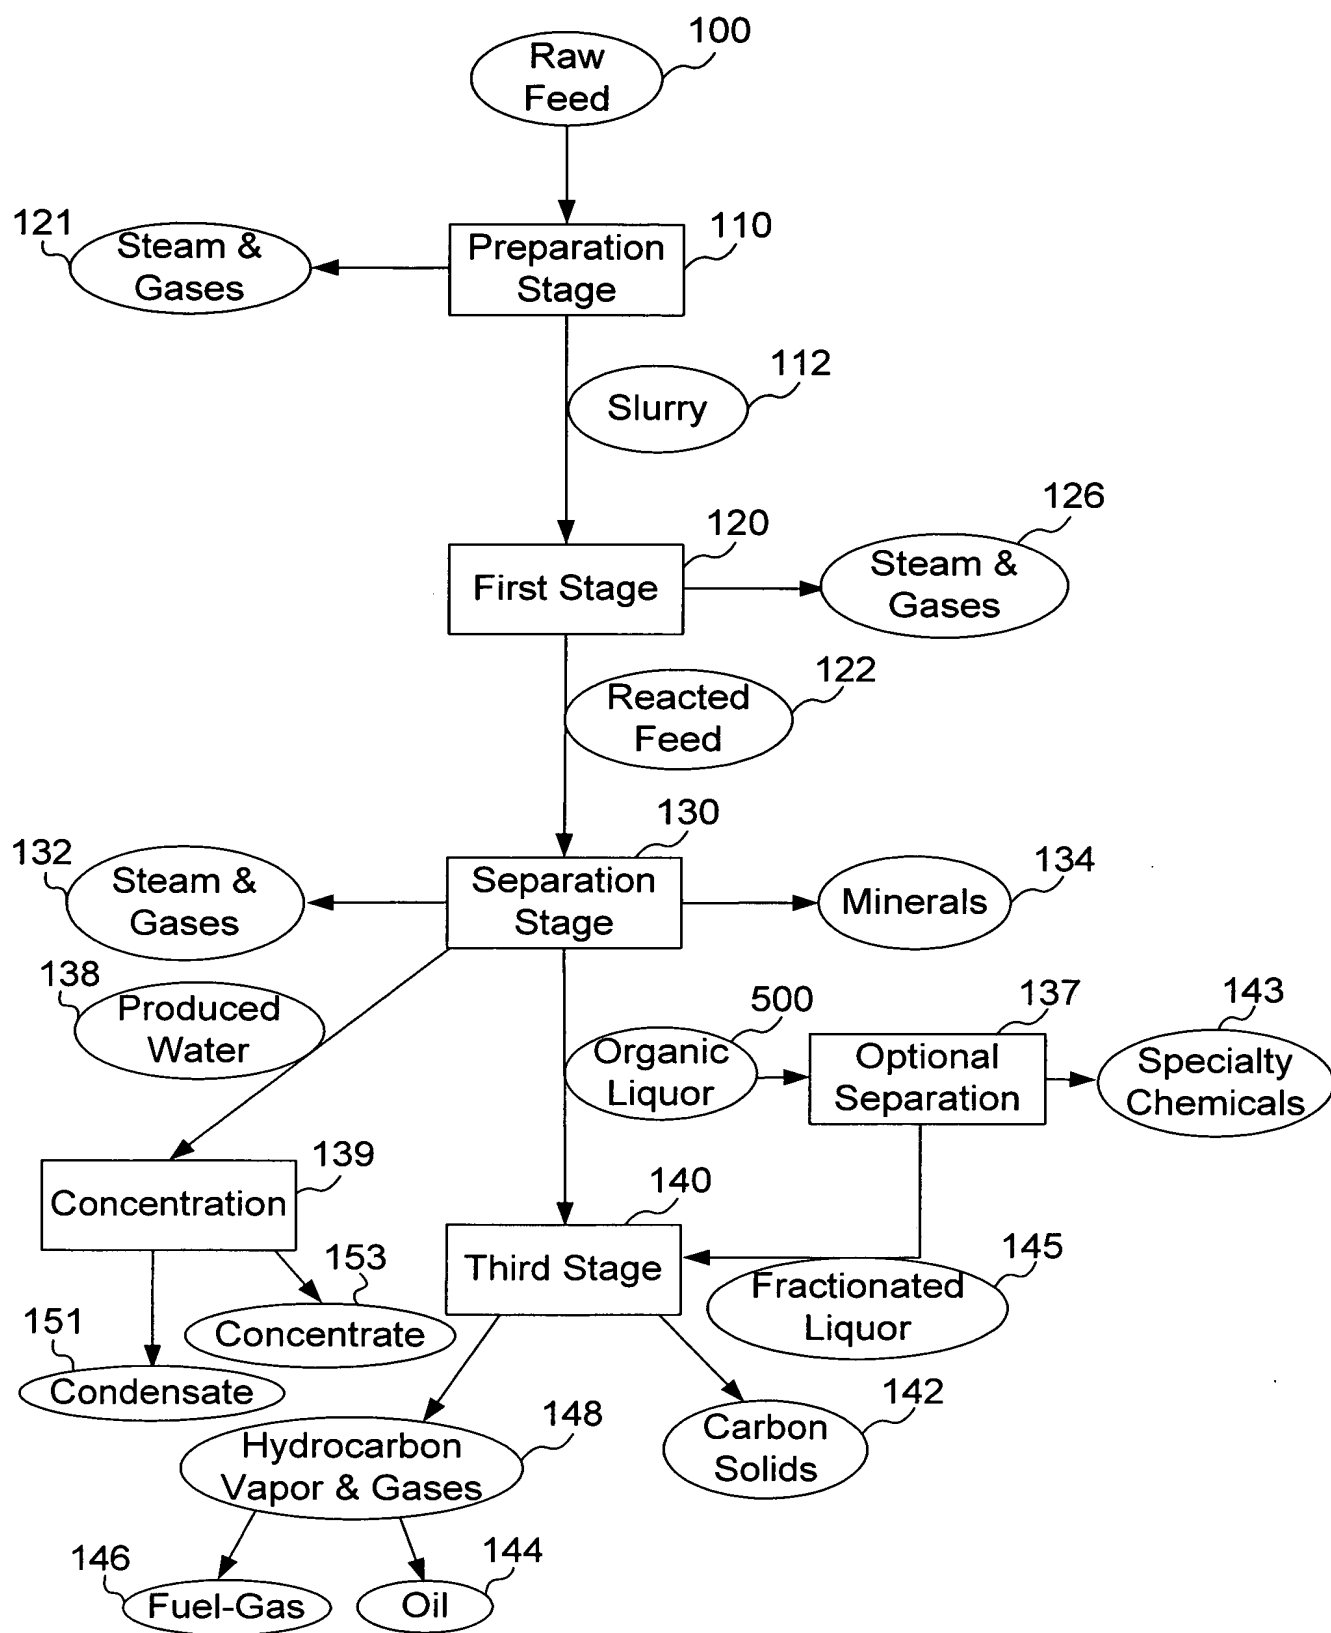 100
Raw
Feed
121
Steam &
Gases
Preparation
Stage
110
112
Slurry
126
120
First Stage
Steam &
Gases
122
Reacted
Feed
130
132
Steam &
Gases
Separation
Stage
134
Minerals
138
Produced
Water
500
Organic
Liquor
137
Optional
Separation
143
Specialty
Chemicals
139
Concentration
140
Third Stage
145
Fractionated
Liquor
153
Concentrate
151
Condensate
142
Carbon
Solids
148
Hydrocarbon
Vapor & Gases
146
Fuel-Gas
144
Oil